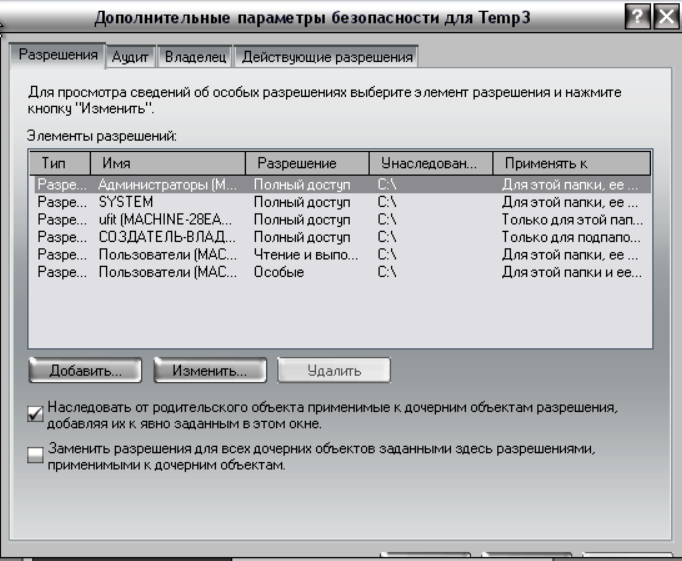 Дополнительные параметры безопасности для Temp3
Разрешения Аудит Владелец Действующие разрешения
Для просмотра сведений об особых разрешениях выберите элемент разрешения и нажмите
кнопку "Изменить".
Элементы разрешений:
Тип Имя Разрешение Унаследован... Применять к
Разре... Администраторы (М... Полный доступ C:\ Для этой папки, ее ...
Разре... SYSTEM Полный доступ C:\ Для этой папки, ее ...
Разре... ufit (MACHINE-28EA... Полный доступ C:\ Только для этой пап...
Разре... СОЗДАТЕЛЬ-ВЛАД... Полный доступ C:\ Только для подпапо...
Разре... Пользователи (MAC... Чтение и выпо... C:\ Для этой папки, ее ...
Разре... Пользователи (MAC... Особые C:\ Для этой папки и ее...
Добавить... Изменить... Удалить
Наследовать от родительского объекта применимые к дочерним объектам разрешения,
добавляя их к явно заданным в этом окне.
Заменить разрешения для всех дочерних объектов заданными здесь разрешениями,
применимыми к дочерним объектам.